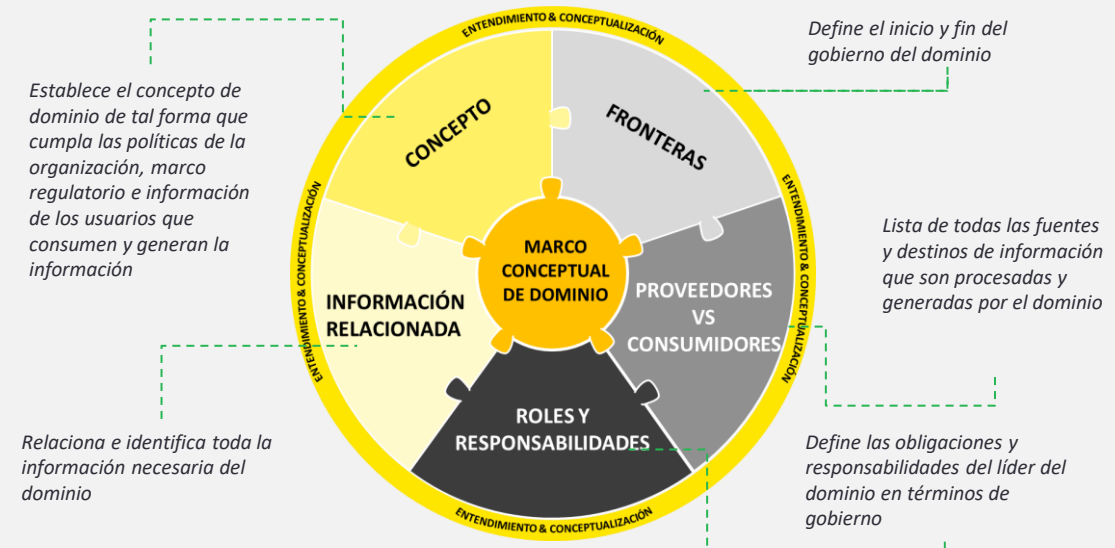 ENTENDIMIENTO & CONCEPTUALIZACIÓN
Define el inicio y fin del
gobierno del dominio
Establece el concepto de
dominio de tal forma que
cumpla las políticas de la
organización, marco
regulatorio e información
de los usuarios que
consumen y generan la
información
CONCEPTO
FRONTERAS
ENTENDIMIENTO & CONCEPTUALIZACIÓN
ENTENDIMIENTO & CONCEPTUALIZACIÓN
Lista de todas las fuentes
y destinos de información
que son procesadas y
generadas por el dominio
MARCO
CONCEPTUAL
DE DOMINIO
INFORMACIÓN
RELACIONADA
PROVEEDORES
VS
CONSUMIDORES
ROLES Y
RESPONSABILIDADES
Relaciona e identifica toda la
información necesaria del
dominio
Define las obligaciones y
responsabilidades del líder del
dominio en términos de
gobierno
ENTENDIMIENTO & CONCEPTUALIZACIÓN